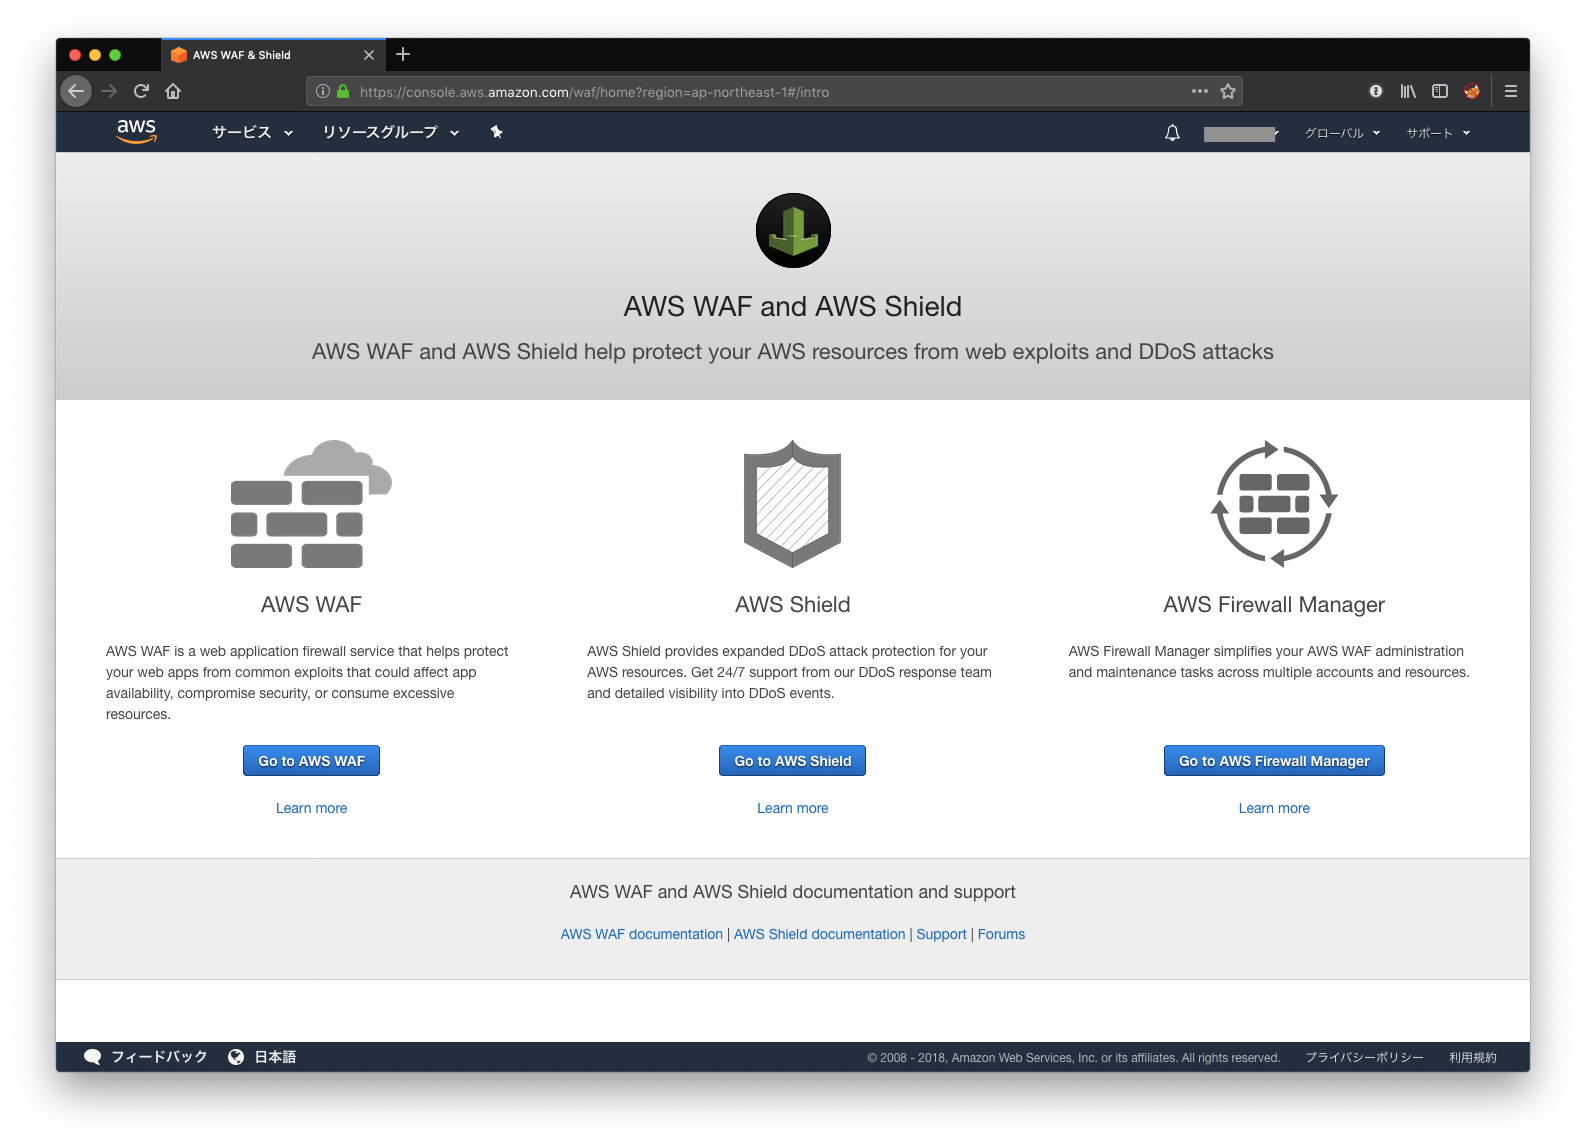 AWS WAF & Shield
https://console.aws.amazon.com/waf/home?region=ap-northeast-1#/intro
aws サービス リソースグループ グローバル サポート
AWS WAF and AWS Shield
AWS WAF and AWS Shield help protect your AWS resources from web exploits and DDoS attacks
AWS WAF
AWS WAF is a web application firewall service that helps protect
your web apps from common exploits that could affect app
availability, compromise security, or consume excessive
resources.
Go to AWS WAF
Learn more
AWS Shield
AWS Shield provides expanded DDoS attack protection for your
AWS resources. Get 24/7 support from our DDoS response team
and detailed visibility into DDoS events.
Go to AWS Shield
Learn more
AWS Firewall Manager
AWS Firewall Manager simplifies your AWS WAF administration
and maintenance tasks across multiple accounts and resources.
Go to AWS Firewall Manager
Learn more
AWS WAF and AWS Shield documentation and support
AWS WAF documentation | AWS Shield documentation | Support | Forums
フィードバック 日本語 © 2008 - 2018, Amazon Web Services, Inc. or its affiliates. All rights reserved. プライバシーポリシー 利用規約